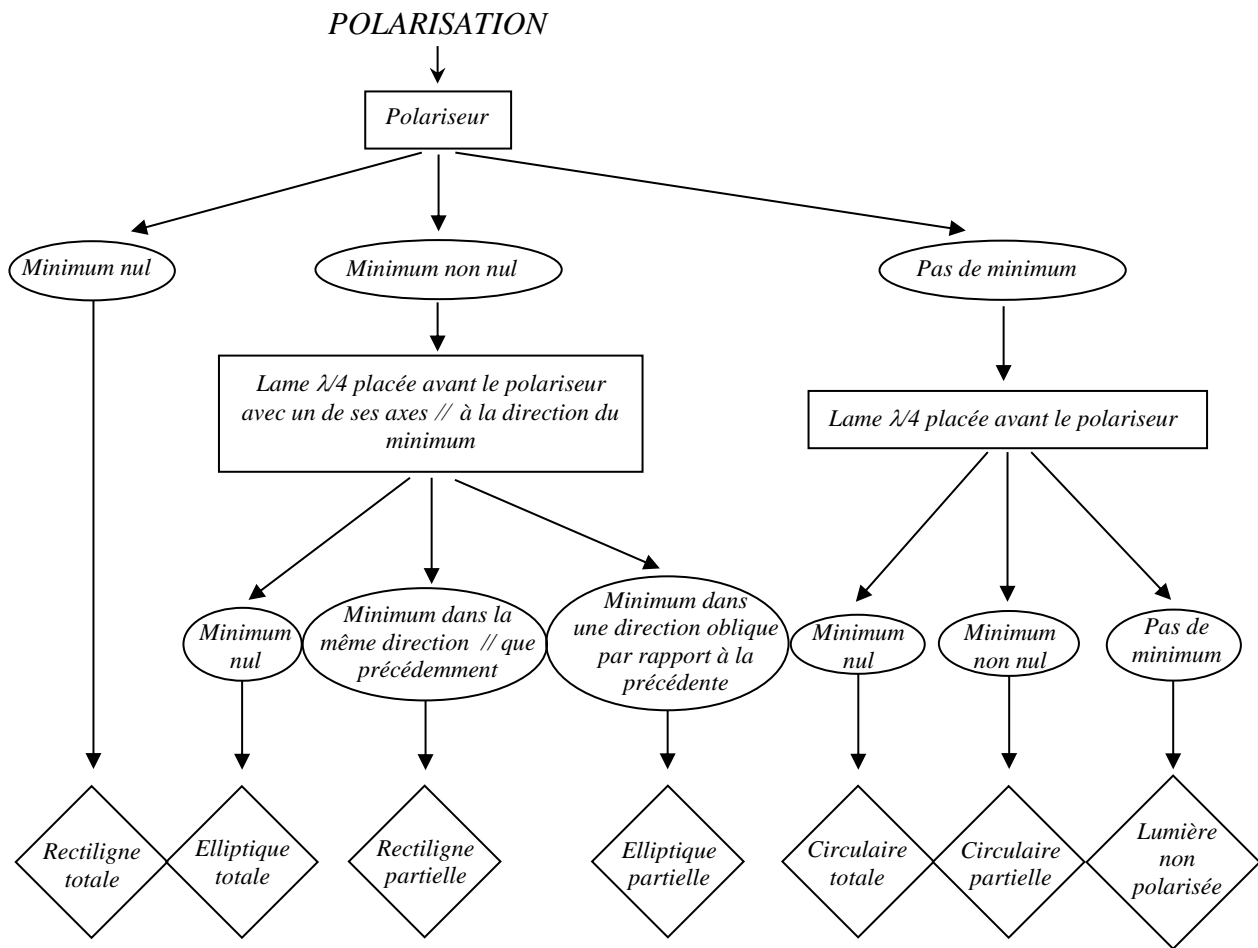 POLARISATION
Polariseur
Minimum nul
Minimum non nul
Pas de minimum
Lame λ/4 placée avant le polariseur
avec un de ses axes // à la direction du
minimum
Lame λ/4 placée avant le polariseur
Minimum
nul
Minimum dans la
même direction // que
précédemment
Minimum dans
une direction oblique
par rapport à la
précédente
Minimum
nul
Minimum
non nul
Pas de
minimum
Rectiligne
totale
Elliptique
totale
Rectiligne
partielle
Elliptique
partielle
Circulaire
totale
Circulaire
partielle
Lumière
non
polarisée